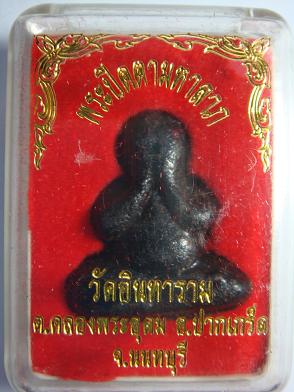 พระปิดตามหาลาภ
วัดอินทาราม
ต.คลองพระอุดม อ.ปากเกร็ด
จ.นนทบุรี